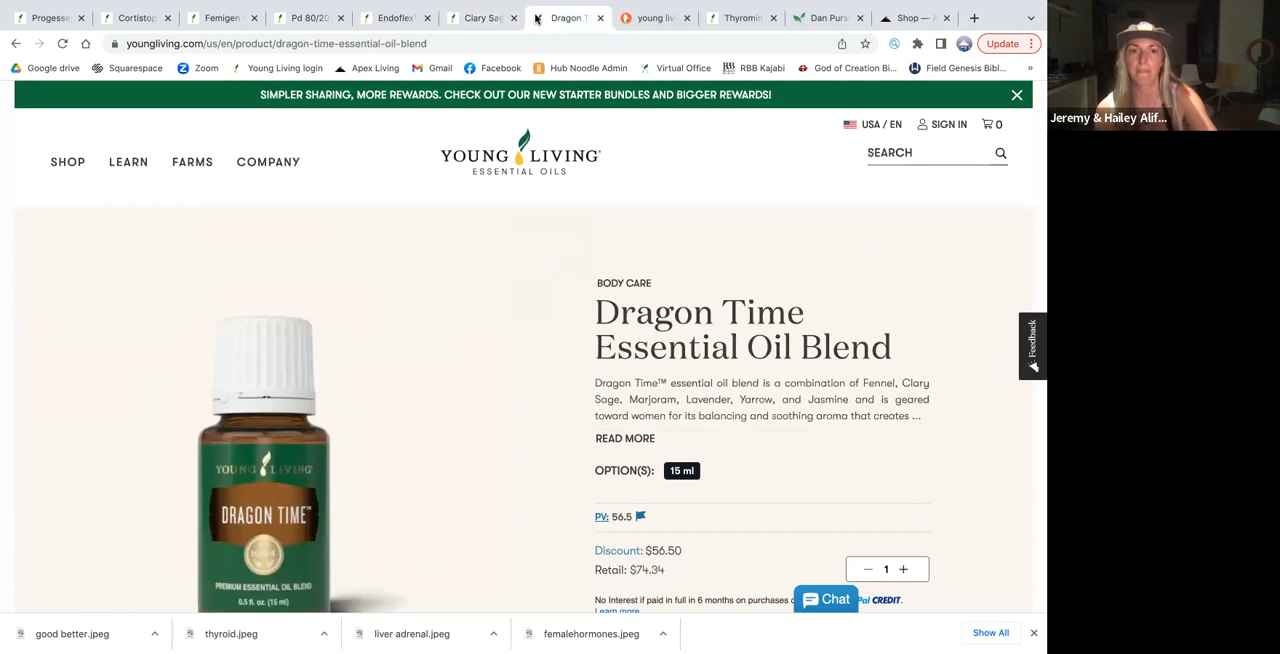 Progesse
Cortistop
Femigen
Pd 80/20
Endoflex
Clary Sag
Dragon T
young livi
Thyromin
Dan Purs
Shop — A
youngliving.com/us/en/product/dragon-time-essential-oil-blend
Update
Google drive
Squarespace
Zoom
Young Living login
Apex Living
Gmail
Facebook
Hub Noodle Admin
Virtual Office
RBB Kajabi
God of Creation Bi...
Field Genesis Bibl...
»
SIMPLER SHARING, MORE REWARDS. CHECK OUT OUR NEW STARTER BUNDLES AND BIGGER REWARDS!
Jeremy & Hailey Alif...
USA / EN
SIGN IN
0
SHOP
LEARN
FARMS
COMPANY
YOUNG LIVING
ESSENTIAL OILS
SEARCH
BODY CARE
Dragon Time
Essential Oil Blend
Dragon Time™ essential oil blend is a combination of Fennel, Clary
Sage, Marjoram, Lavender, Yarrow, and Jasmine and is geared
toward women for its balancing and soothing aroma that creates ...
READ MORE
OPTION(S): 15 ml
PV: 56.5
Discount: $56.50
Retail: $74.34
1
No Interest if paid in full in 6 months on purchases
Pal CREDIT.
Learn more
Chat
Feedback
YOUNG LIVING
DRAGON TIME™
PREMIUM ESSENTIAL OIL BLEND
0.5 fl. oz. (15 ml)
good better.jpeg
thyroid.jpeg
liver adrenal.jpeg
femalehormones.jpeg
Show All